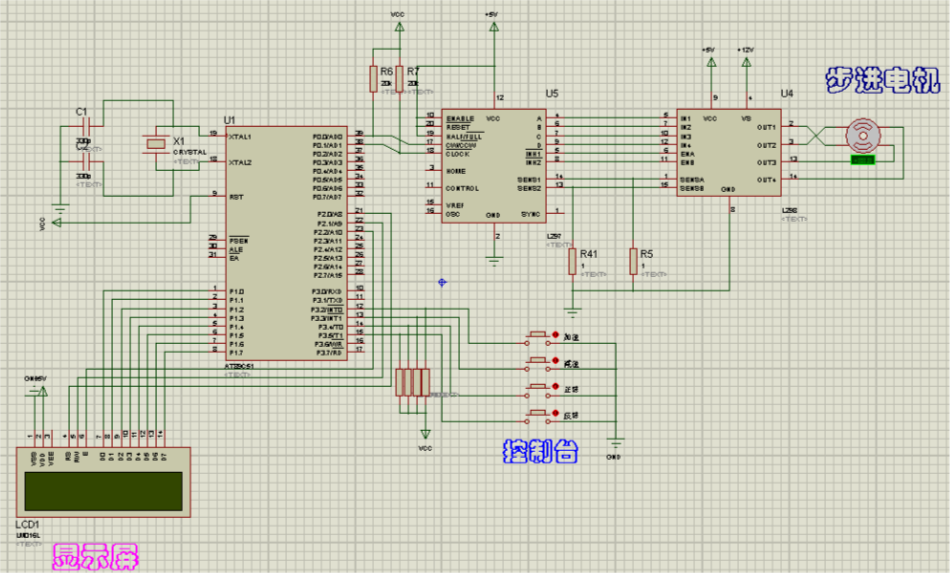 VCC
+5V
+5V
+12V
步进电机
R6
R7
20k
20k
<TEXT>
C1
X1
CRYSTAL
<TEXT>
U1
19
XTAL1
18
XTAL2
9
RST
29
PSEN
30
ALE
31
EA
1
P1.0
2
P1.1
3
P1.2
4
P1.3
5
P1.4
6
P1.5
7
P1.6
8
P1.7
P0.0/AD0
39
P0.1/AD1
38
P0.2/AD2
37
P0.3/AD3
36
P0.4/AD4
35
P0.5/AD5
34
P0.6/AD6
33
P0.7/AD7
32
P2.0/A8
21
P2.1/A9
22
P2.2/A10
23
P2.3/A11
24
P2.4/A12
25
P2.5/A13
26
P2.6/A14
27
P2.7/A15
28
P3.0/RXD
10
P3.1/TXD
11
P3.2/INT0
12
P3.3/INT1
13
P3.4/T0
14
P3.5/T1
15
P3.6/WR
16
P3.7/RD
17
AT89C51
<TEXT>
VCC
U5
12
VCC
10
ENABLE
20
RESET
19
HALF/FULL
17
CW/CCW
18
CLOCK
3
HOME
11
CONTROL
15
VREF
16
OSC
A
4
B
6
C
7
D
9
INH1
5
INH2
8
SENS1
14
SENS2
13
SYNC
1
GND
2
L297
<TEXT>
U4
9
VCC
4
VS
5
IN1
7
IN2
10
IN3
12
IN4
6
ENA
11
ENB
1
SENSA
15
SENSB
OUT1
2
OUT2
3
OUT3
13
OUT4
14
GND
8
L298
<TEXT>
R41
1
<TEXT>
R5
1
<TEXT>
加速
减速
正转
反转
GND
控制台
VCC
1
2
3
4
5
6
7
8
9
10
11
12
13
14
VSS
VDD
VEE
RS
RW
E
D0
D1
D2
D3
D4
D5
D6
D7
LCD1
LM016L
<TEXT>
显示屏